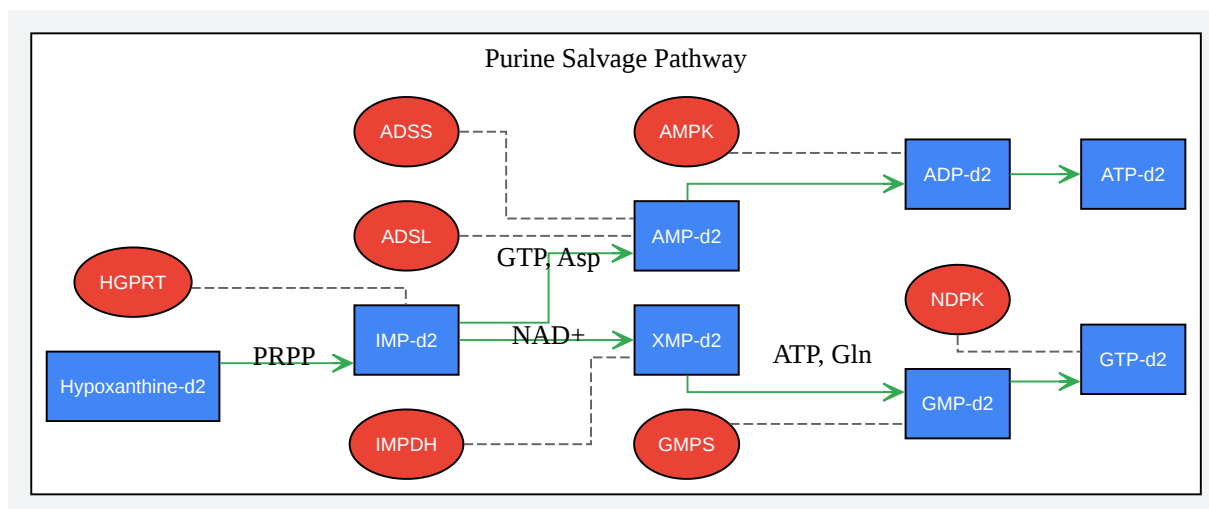 Purine Salvage Pathway
ADSS
AMPK
ADP-d2
ATP-d2
ADSL
AMP-d2
GTP, Asp
HGPRT
NDPK
IMP-d2
NAD+
XMP-d2
PRPP
ATP, Gln
GTP-d2
Hypoxanthine-d2
GMP-d2
IMPDH
GMPS